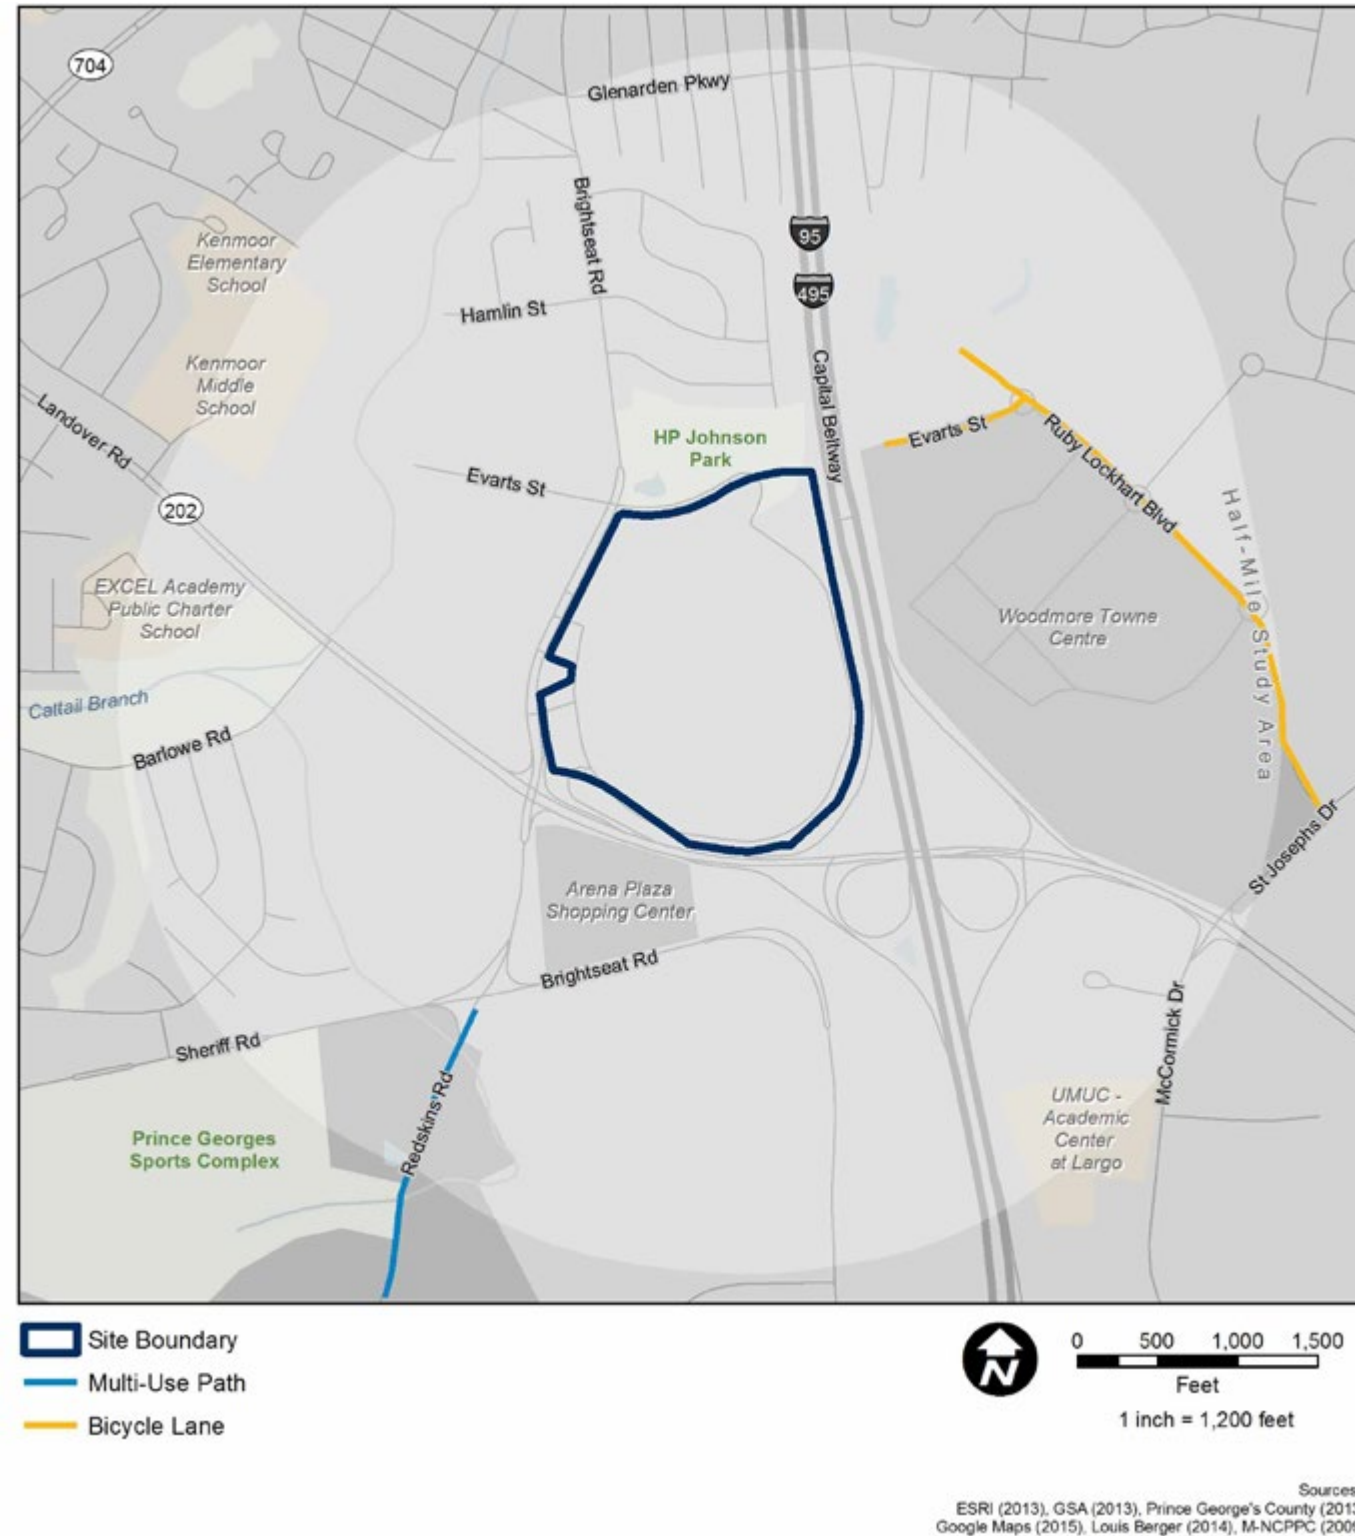 704
Glenarden Pkwy
Brightseat Rd
95
495
Kenmoor
Elementary
School
Hamlin St
Kenmoor
Middle
School
Capital Beltway
Landover Rd
HP Johnson
Park
Evarts St
Ruby Lockhart Blvd
Evarts St
202
Half-Mile Study Area
EXCEL Academy
Public Charter
School
Woodmore Towne
Centre
Cattail Branch
Barlowe Rd
St Josephs Dr
Arena Plaza
Shopping Center
Brightseat Rd
McCormick Dr
Sheriff Rd
Redskins Rd
UMUC -
Academic
Center
at Largo
Prince Georges
Sports Complex
Site Boundary
Multi-Use Path
Bicycle Lane
N
0 500 1,000 1,500
Feet
1 inch = 1,200 feet
Sources
ESRI (2013), GSA (2013), Prince George's County (2013
Google Maps (2015), Louis Berger (2014), M-NCPPC (2009